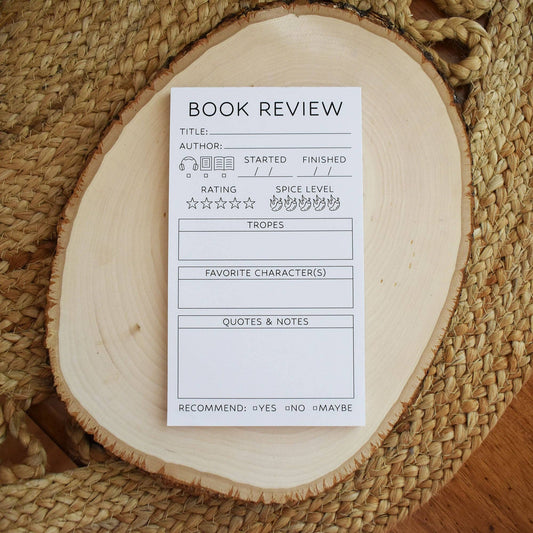 BOOK REVIEW
TITLE:
AUTHOR:
STARTED FINISHED
/ / / /
RATING SPICE LEVEL
TROPES
FAVORITE CHARACTER(S)
QUOTES & NOTES
RECOMMEND: □YES □NO □MAYBE